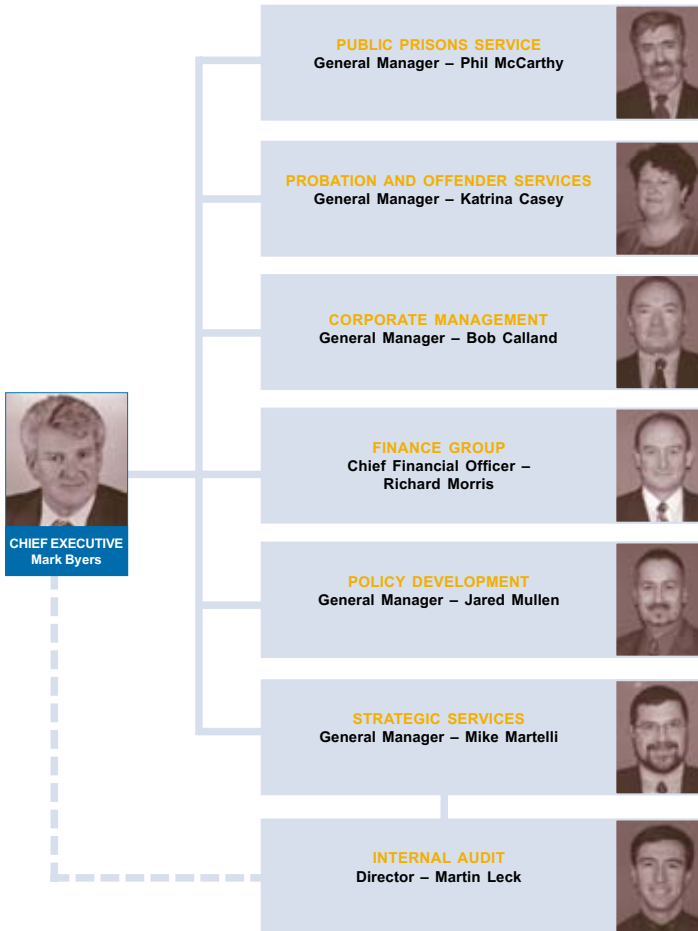 PUBLIC PRISONS SERVICE
General Manager – Phil McCarthy
PROBATION AND OFFENDER SERVICES
General Manager – Katrina Casey
CORPORATE MANAGEMENT
General Manager – Bob Calland
FINANCE GROUP
Chief Financial Officer –
Richard Morris
CHIEF EXECUTIVE
Mark Byers
POLICY DEVELOPMENT
General Manager – Jared Mullen
STRATEGIC SERVICES
General Manager – Mike Martelli
INTERNAL AUDIT
Director – Martin Leck